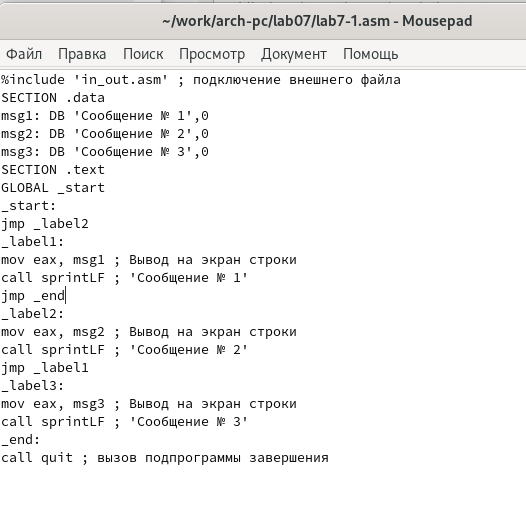 ~/work/arch-pc/lab07/lab7-1.asm - Mousepad
Файл Правка Поиск Просмотр Документ Помощь
%include 'in_out.asm' ; подключение внешнего файла
SECTION .data
msg1: DB 'Сообщение № 1',0
msg2: DB 'Сообщение № 2',0
msg3: DB 'Сообщение № 3',0
SECTION .text
GLOBAL _start
_start:
jmp _label2
_label1:
mov eax, msg1 ; Вывод на экран строки
call sprintLF ; 'Сообщение № 1'
jmp _end
_label2:
mov eax, msg2 ; Вывод на экран строки
call sprintLF ; 'Сообщение № 2'
jmp _label1
_label3:
mov eax, msg3 ; Вывод на экран строки
call sprintLF ; 'Сообщение № 3'
_end:
call quit ; вызов подпрограммы завершения